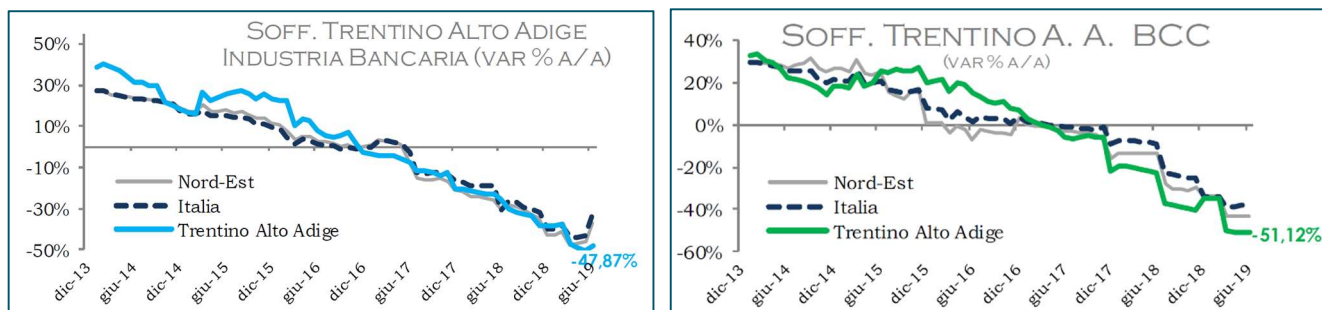 SOFF. TRENTINO ALTO ADIGE
INDUSTRIA BANCARIA (VAR % A/A)
50%
30%
10%
-10%
-30%
-50%
Nord-Est
Italia
Trentino Alto Adige
-47,87%
dic-13
giu-14
dic-14
giu-15
dic-15
giu-16
dic-16
giu-17
dic-17
giu-18
dic-18
giu-19
SOFF. TRENTINO A. A. BCC
(VAR % A/A)
40%
20%
0%
-20%
-40%
-60%
Nord-Est
Italia
Trentino Alto Adige
-51,12%
dic-13
giu-14
dic-14
giu-15
dic-15
giu-16
dic-16
giu-17
dic-17
giu-18
dic-18
giu-19